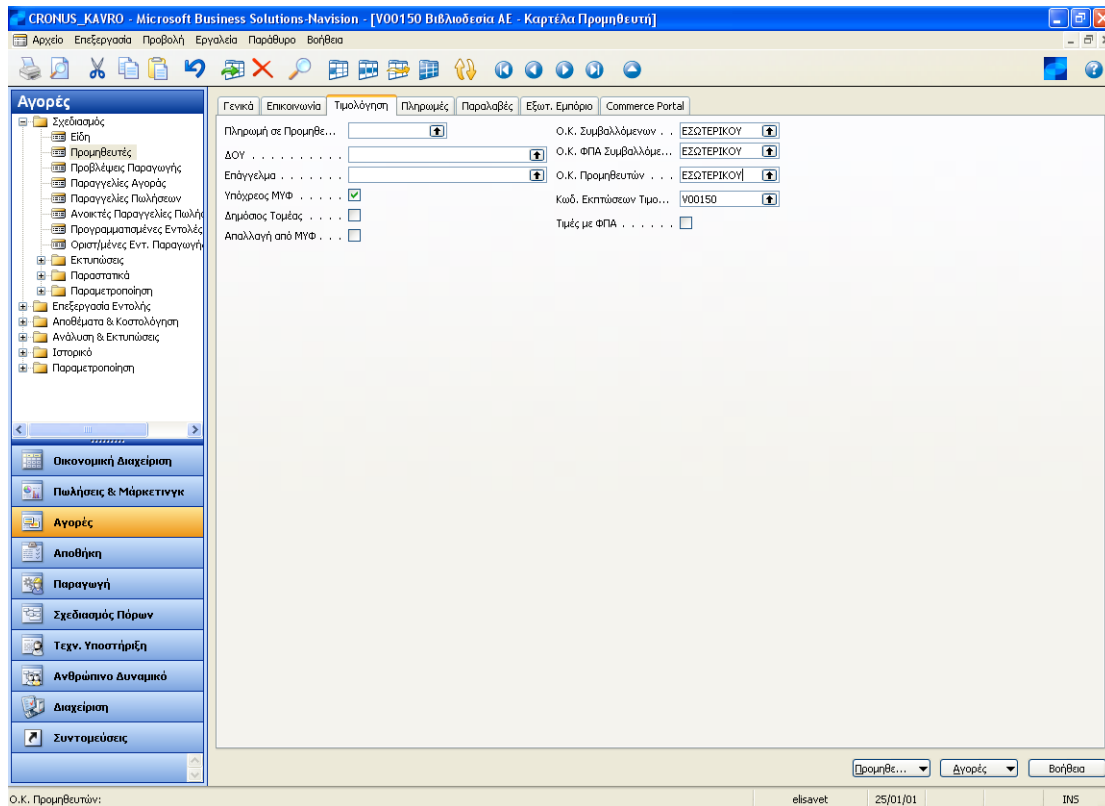 CRONUS_KAVRO - Microsoft Business Solutions-Navision - [V00150 Βιβλιοδεσία ΑΕ - Καρτέλα Προμηθευτή]
Αρχείο Επεξεργασία Προβολή Εργαλεία Παράθυρο Βοήθεια
Αγορές
Σχεδιασμός
Είδη
Προμηθευτές
Προβλέψεις Παραγωγής
Παραγγελίες Αγοράς
Παραγγελίες Πωλήσεων
Ανοικτές Παραγγελίες Πωλήσ
Προγραμματισμένες Εντολές
Οριστ/μένες Εντ. Παραγωγή
Εκτυπώσεις
Παραστατικά
Παραμετροποίηση
Επεξεργασία Εντολής
Αποθέματα & Κοστολόγηση
Ανάλυση & Εκτυπώσεις
Ιστορικό
Παραμετροποίηση
Οικονομική Διαχείριση
Πωλήσεις & Μάρκετινγκ
Αγορές
Αποθήκη
Παραγωγή
Σχεδιασμός Πόρων
Τεχν. Υποστήριξη
Ανθρώπινο Δυναμικό
Διαχείριση
Συντομεύσεις
Γενικά Επικοινωνία Τιμολόγηση Πληρωμές Παραλαβές Εξωτ. Εμπόριο Commerce Portal
Πληρωμή σε Προμηθε...
ΔΟΥ . . . . . . . . . .
Επάγγελμα . . . . . . .
Υπόχρεος ΜΥΦ . . . . .
Δημόσιος Τομέας . . . .
Απαλλαγή από ΜΥΦ . . .
Ο.Κ. Συμβαλλόμενων . . ΕΣΩΤΕΡΙΚΟΥ
Ο.Κ. ΦΠΑ Συμβαλλόμε... ΕΣΩΤΕΡΙΚΟΥ
Ο.Κ. Προμηθευτών . . . ΕΣΩΤΕΡΙΚΟΥ
Κωδ. Εκπτώσεων Τιμο... V00150
Τιμές με ΦΠΑ . . . . . .
Προμηθε... Αγορές Βοήθεια
Ο.Κ. Προμηθευτών: elisavet 25/01/01 INS